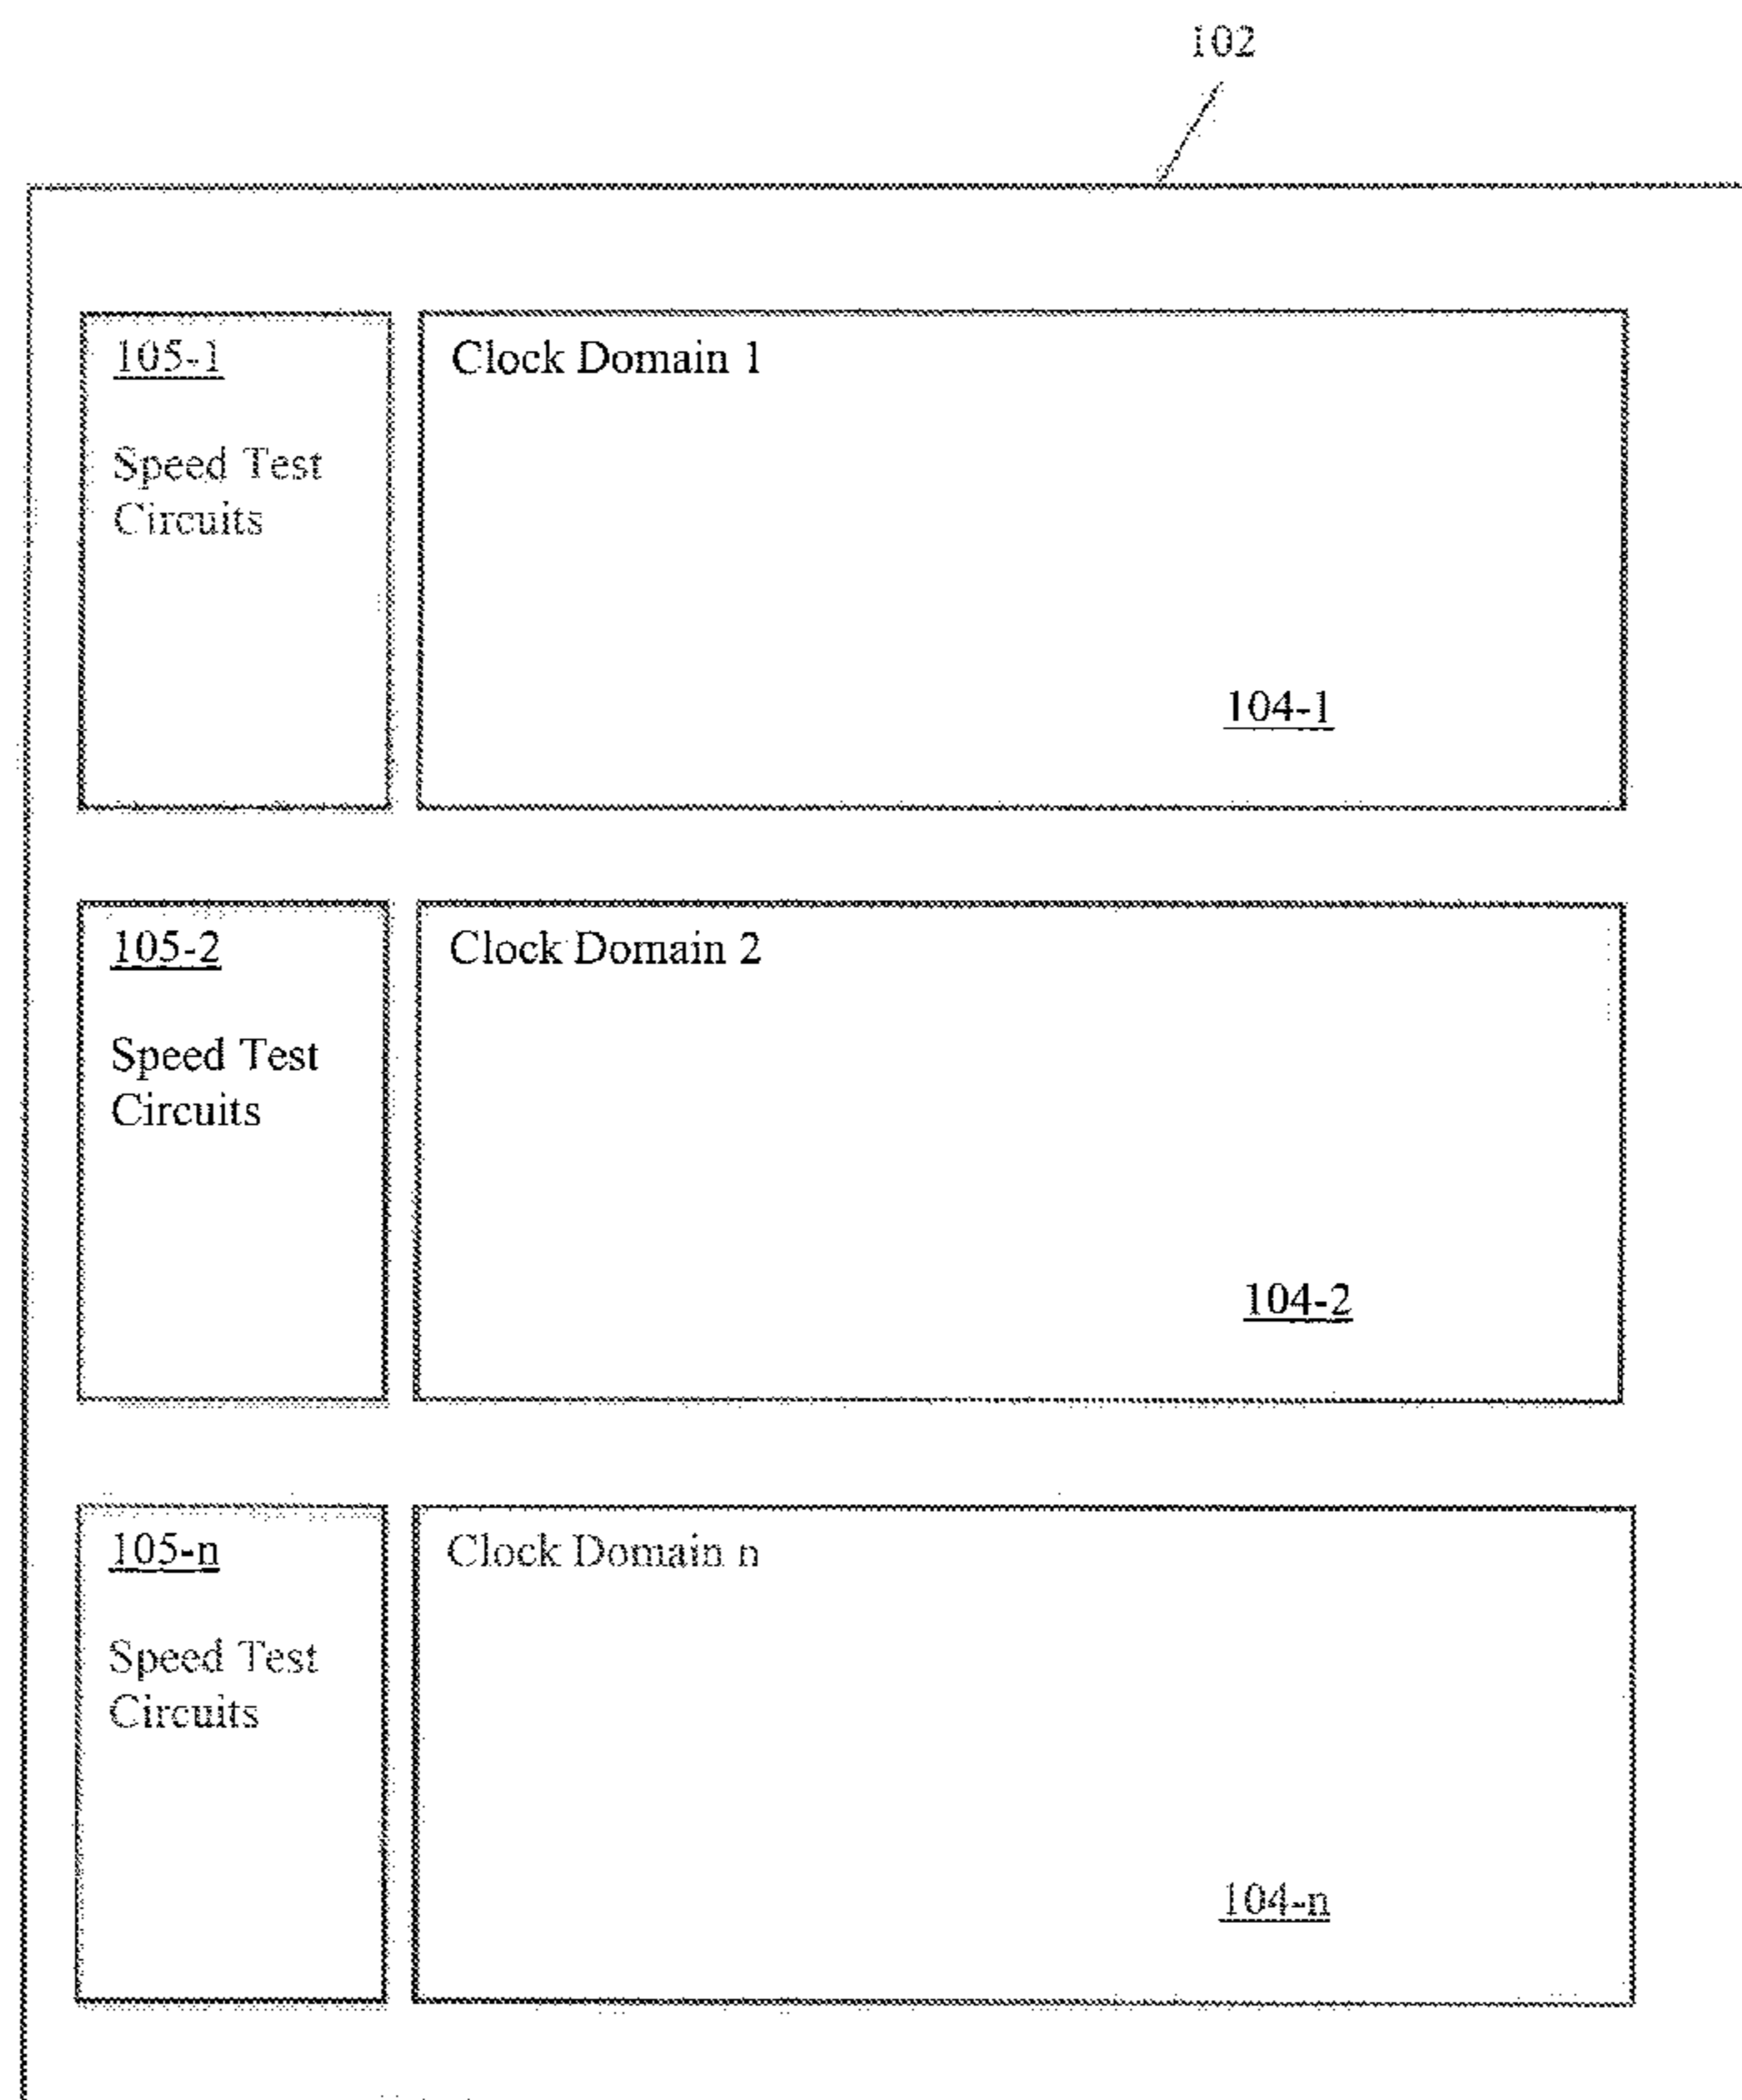 102
105-1
Speed Test
Circuits
Clock Domain 1
104-1
105-2
Speed Test
Circuits
Clock Domain 2
104-2
105-n
Speed Test
Circuits
Clock Domain n
104-n